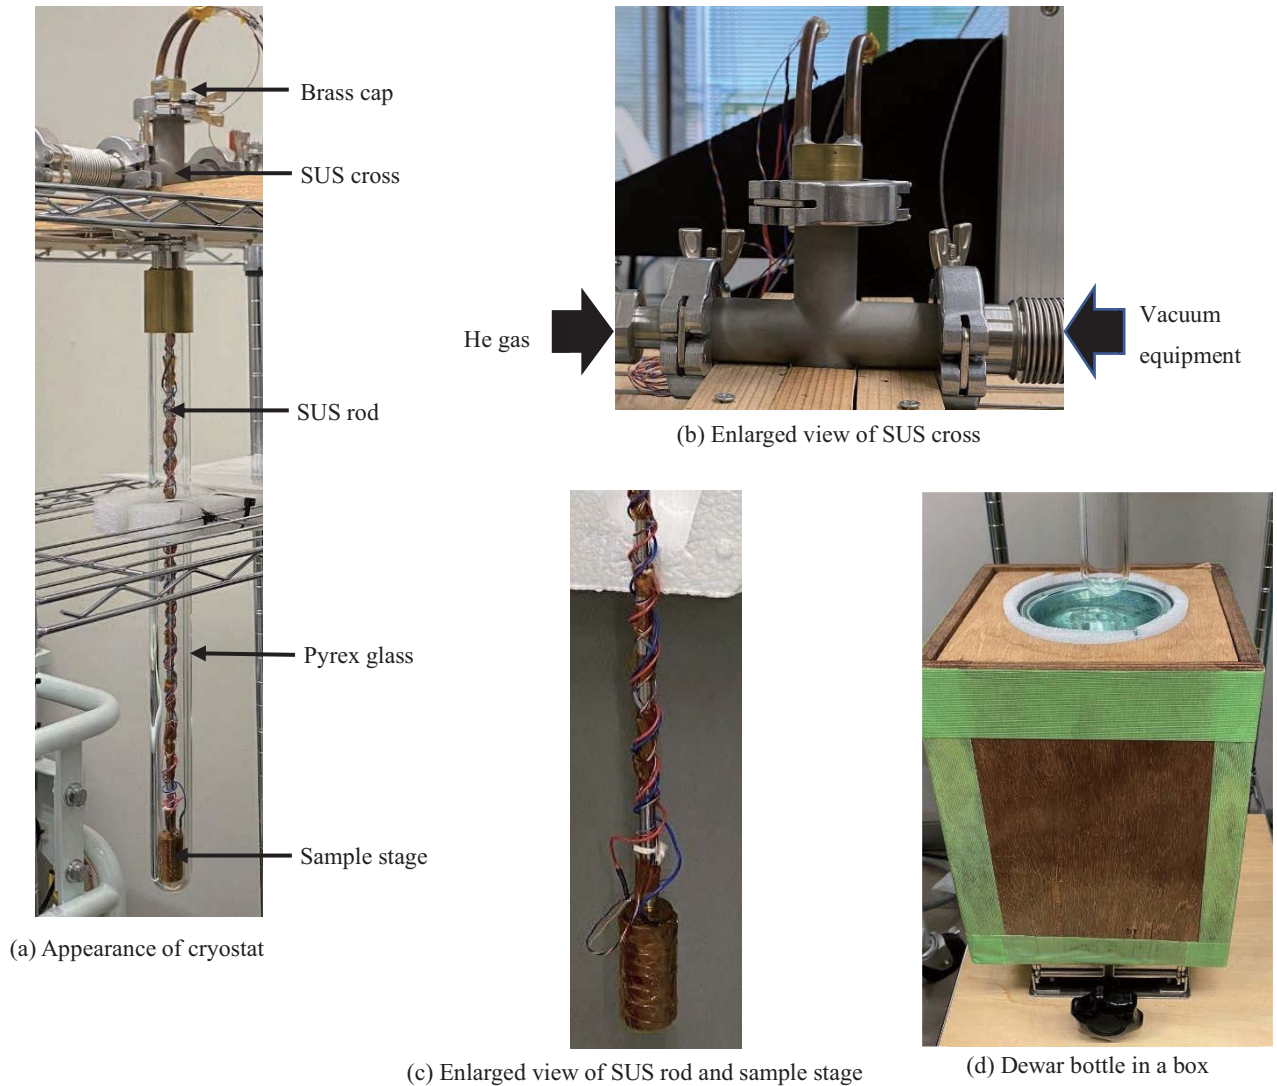 Brass cap
SUS cross
SUS rod
Pyrex glass
Sample stage
(a) Appearance of cryostat
He gas
Vacuum
equipment
(b) Enlarged view of SUS cross
(c) Enlarged view of SUS rod and sample stage
(d) Dewar bottle in a box